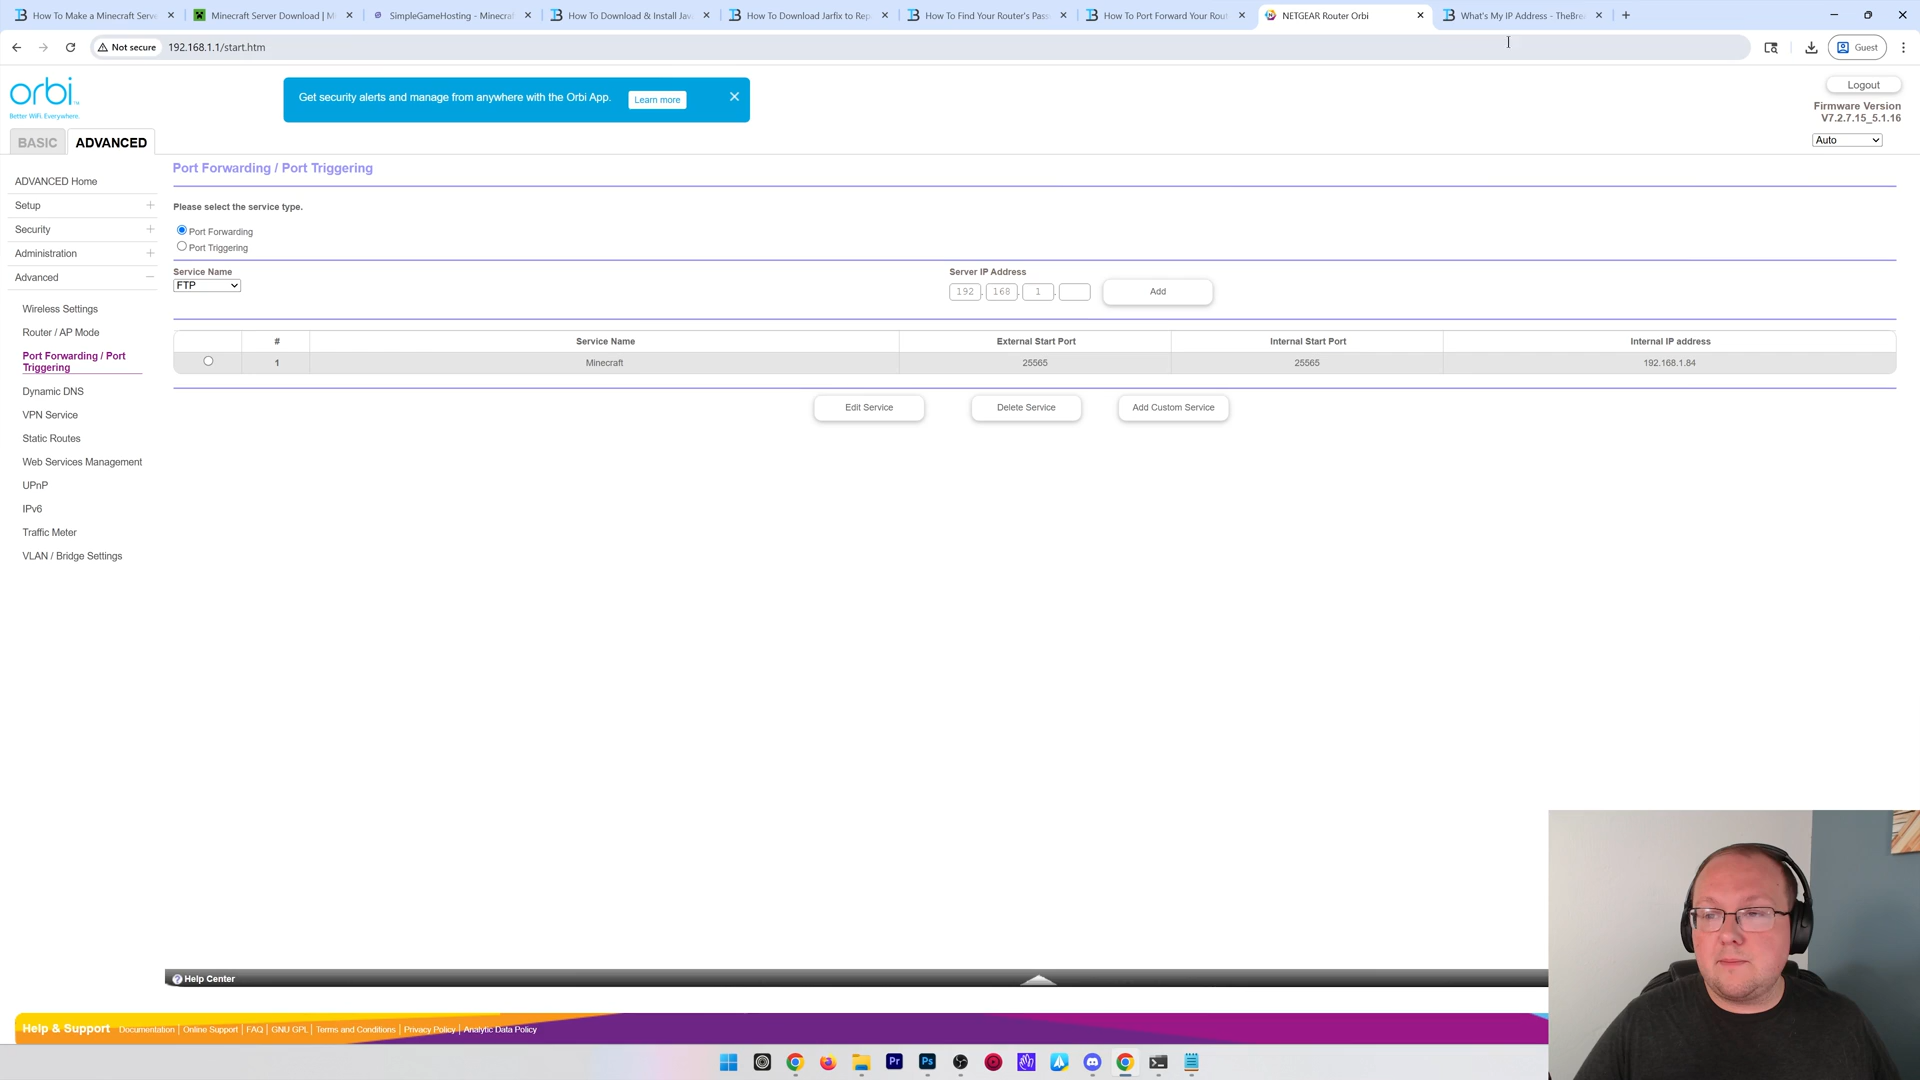 How To Make a Minecraft Serve
Minecraft Server Download | M
SimpleGameHosting - Minecraf
How To Download & Install Jav
How To Download Jarfix to Rep
How To Find Your Router's Pass
How To Port Forward Your Rout
NETGEAR Router Orbi
What's My IP Address - TheBre
Not secure
192.168.1.1/start.htm
Guest
orbi
Better WiFi Everywhere.
Get security alerts and manage from anywhere with the Orbi App.
Learn more
Logout
Firmware Version
V7.2.7.15_5.1.16
Auto
BASIC
ADVANCED
ADVANCED Home
Setup
Security
Administration
Advanced
Wireless Settings
Router / AP Mode
Port Forwarding / Port
Triggering
Dynamic DNS
VPN Service
Static Routes
Web Services Management
UPnP
IPv6
Traffic Meter
VLAN / Bridge Settings
Port Forwarding / Port Triggering
Please select the service type.
Port Forwarding
Port Triggering
Service Name
FTP
Server IP Address
192 . 168 . 1 .
Add
# Service Name External Start Port Internal Start Port Internal IP address
1 Minecraft 25565 25565 192.168.1.84
Edit Service
Delete Service
Add Custom Service
Help Center
Help & Support Documentation | Online Support | FAQ | GNU GPL | Terms and Conditions | Privacy Policy | Analytic Data Policy
Pr
Ps